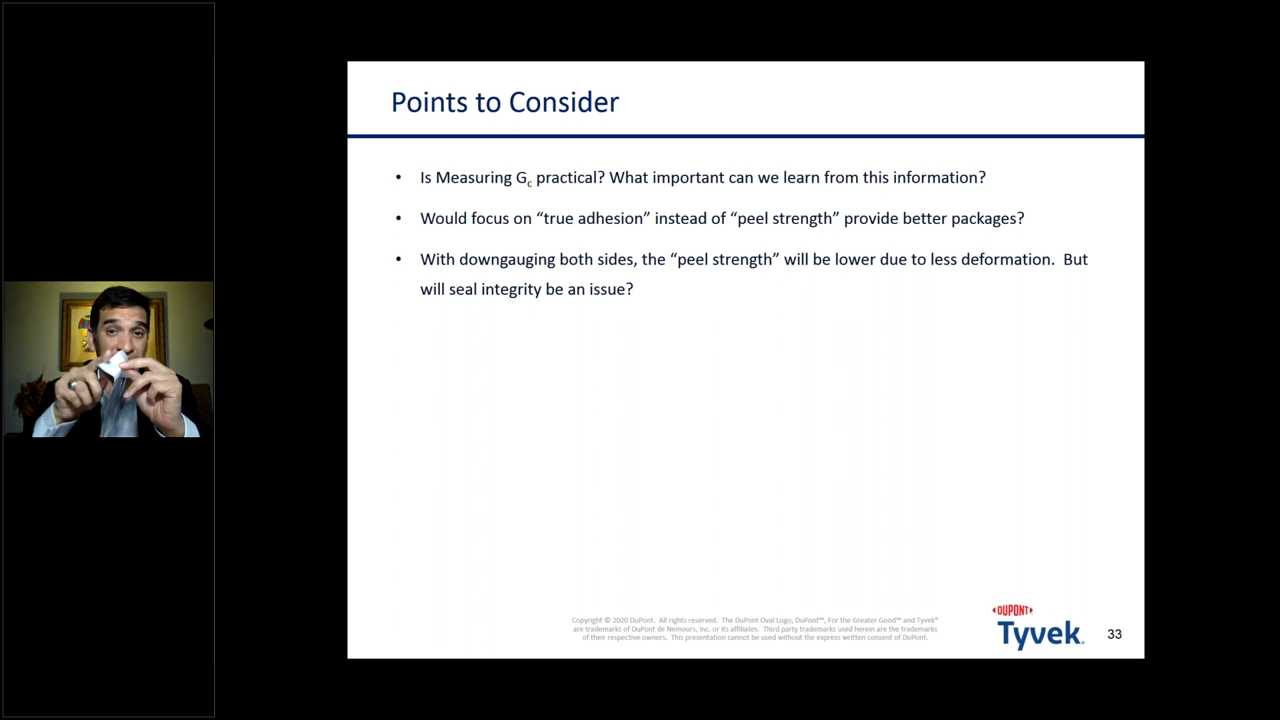 Points to Consider
• Is Measuring Gc practical? What important can we learn from this information?
• Would focus on “true adhesion” instead of “peel strength” provide better packages?
• With downgauging both sides, the “peel strength” will be lower due to less deformation. But
will seal integrity be an issue?
Copyright © 2020 DuPont. All rights reserved. The DuPont Oval Logo, DuPont™, For the Greater Good™ and Tyvek®
are trademarks of DuPont de Nemours, Inc. or its affiliates. Third party trademarks used herein are the trademarks
of their respective owners. This presentation cannot be used without the express written consent of DuPont.
DUPONT
Tyvek®
33